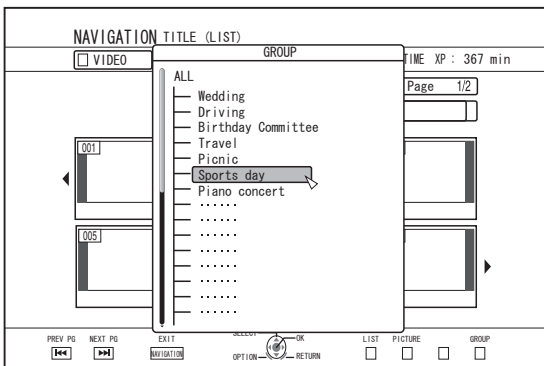 NAVIGATION TITLE (LIST)
VIDEO
TIME XP : 367 min
GROUP
Page 1/2
ALL
Wedding
Driving
Birthday Committee
Travel
Picnic
Sports day
Piano concert
......
......
......
......
......
......
......
......
001
005
PREV PG
NEXT PG
EXIT
NAVIGATION
SELECT
OK
OPTION
RETURN
LIST
PICTURE
GROUP